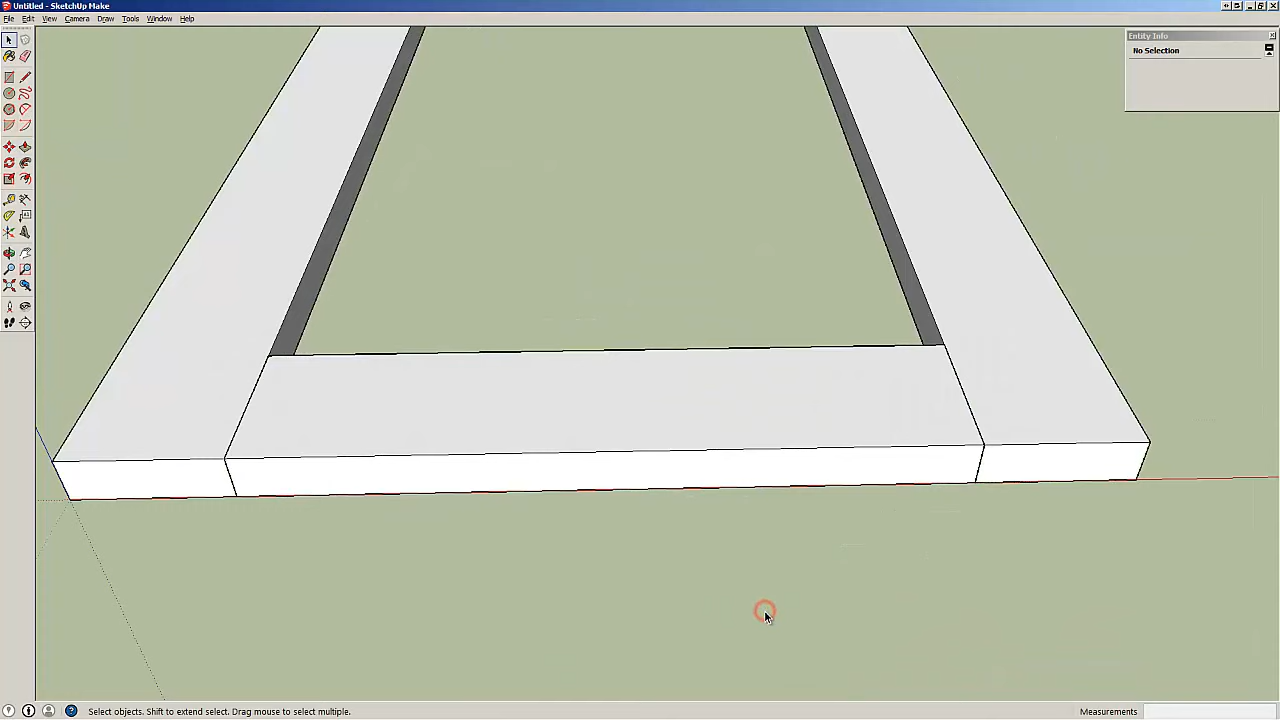 Untitled - SketchUp Make
File Edit View Camera Draw Tools Window Help
Entity Info
No Selection
Select objects. Shift to extend select. Drag mouse to select multiple.
Measurements